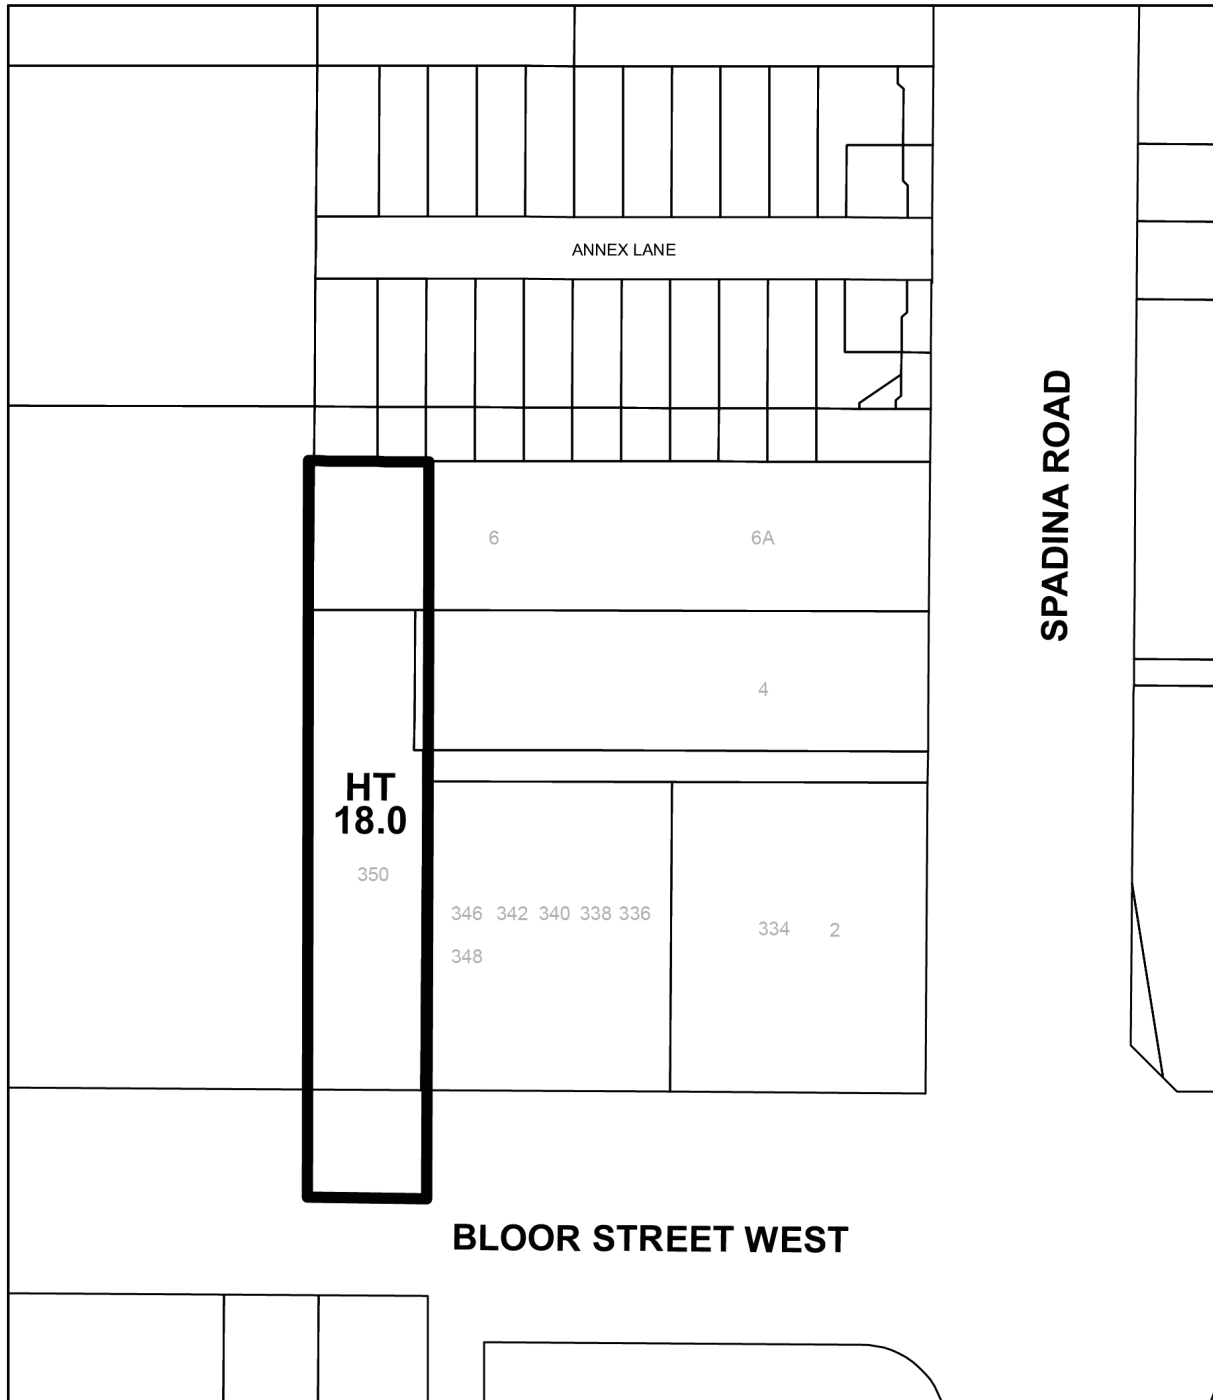 ANNEX LANE
SPADINA ROAD
6 6A
4
HT
18.0
350
346 342 340 338 336
334 2
348
BLOOR STREET WEST